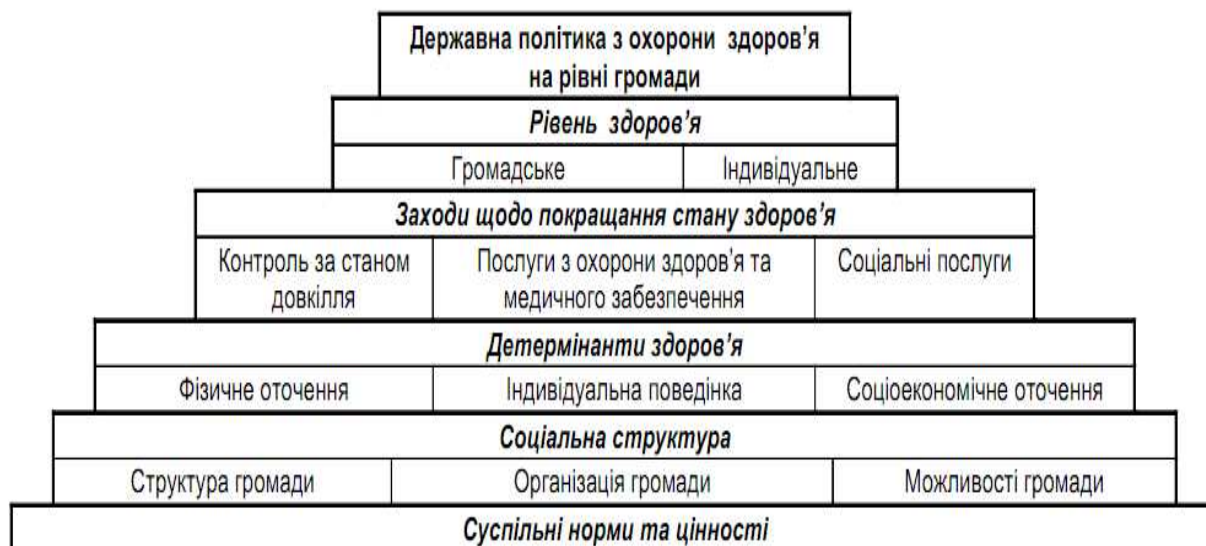 Державна політика з охорони здоров’я
на рівні громади
Рівень здоров’я
Громадське Індивідуальне
Заходи щодо покращання стану здоров’я
Контроль за станом Послуги з охорони здоров’я та Соціальні послуги
довкілля медичного забезпечення
Детермінанти здоров’я
Фізичне оточення Індивідуальна поведінка Соціоекономічне оточення
Соціальна структура
Структура громади Організація громади Можливості громади
Суспільні норми та цінності